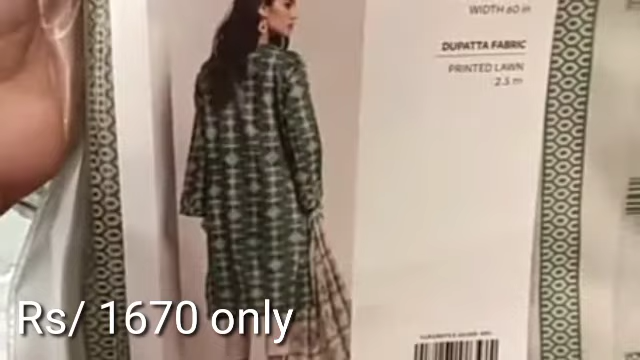 WIDTH 60 in
DUPATTA FABRIC
PRINTED LAWN
2.5 m
Rs/ 1670 only